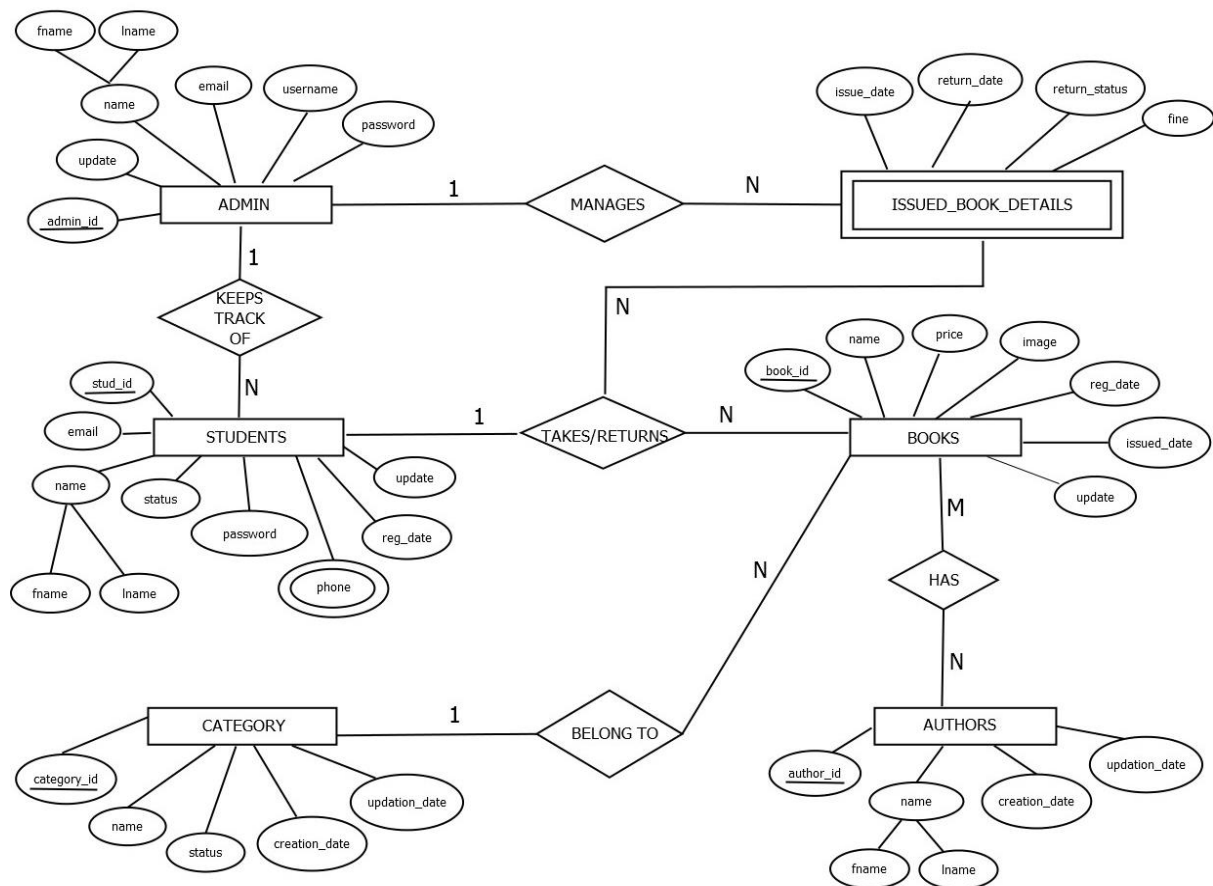 fname
lname
name
email
username
password
update
admin_id
ADMIN
1
MANAGES
N
issue_date
return_date
return_status
fine
ISSUED_BOOK_DETAILS
1
KEEPS
TRACK
OF
N
N
stud_id
email
name
fname
lname
status
password
phone
reg_date
update
STUDENTS
1
TAKES/RETURNS
N
book_id
name
price
image
reg_date
issued_date
update
BOOKS
M
HAS
N
N
BELONG TO
1
CATEGORY
category_id
name
status
creation_date
updation_date
AUTHORS
author_id
name
fname
lname
creation_date
updation_date